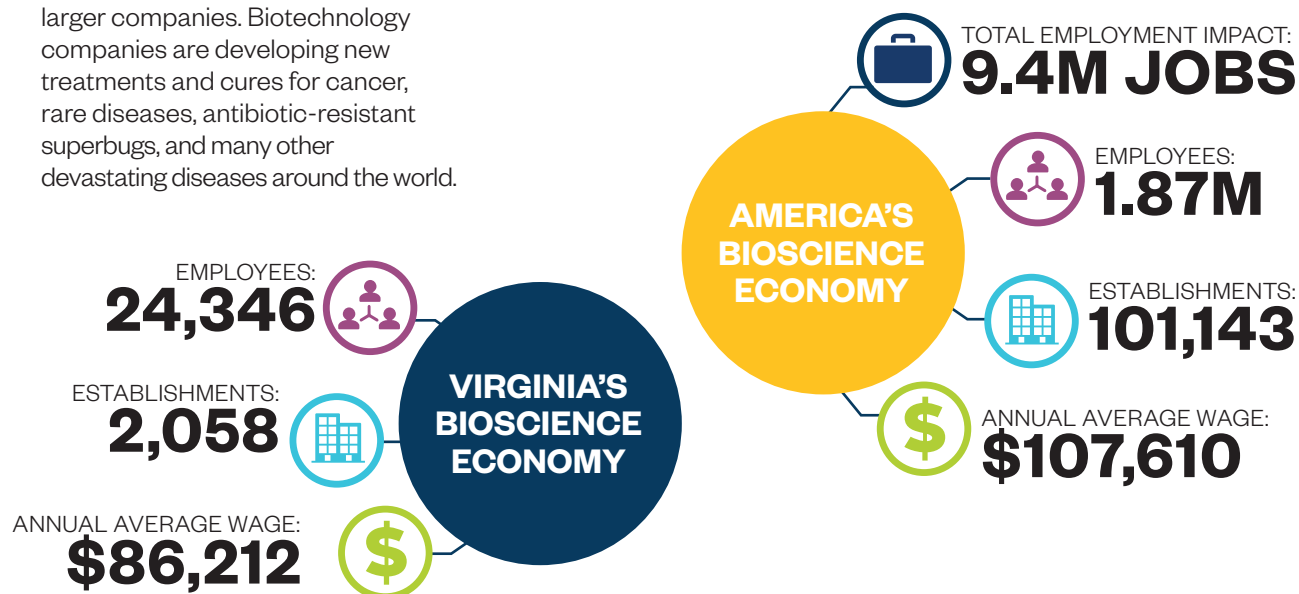 larger companies. Biotechnology
companies are developing new
treatments and cures for cancer,
rare diseases, antibiotic-resistant
superbugs, and many other
devastating diseases around the world.
EMPLOYEES:
24,346
ESTABLISHMENTS:
2,058
ANNUAL AVERAGE WAGE:
$86,212
VIRGINIA'S
BIOSCIENCE
ECONOMY
AMERICA'S
BIOSCIENCE
ECONOMY
TOTAL EMPLOYMENT IMPACT:
9.4M JOBS
EMPLOYEES:
1.87M
ESTABLISHMENTS:
101,143
ANNUAL AVERAGE WAGE:
$107,610
$
$